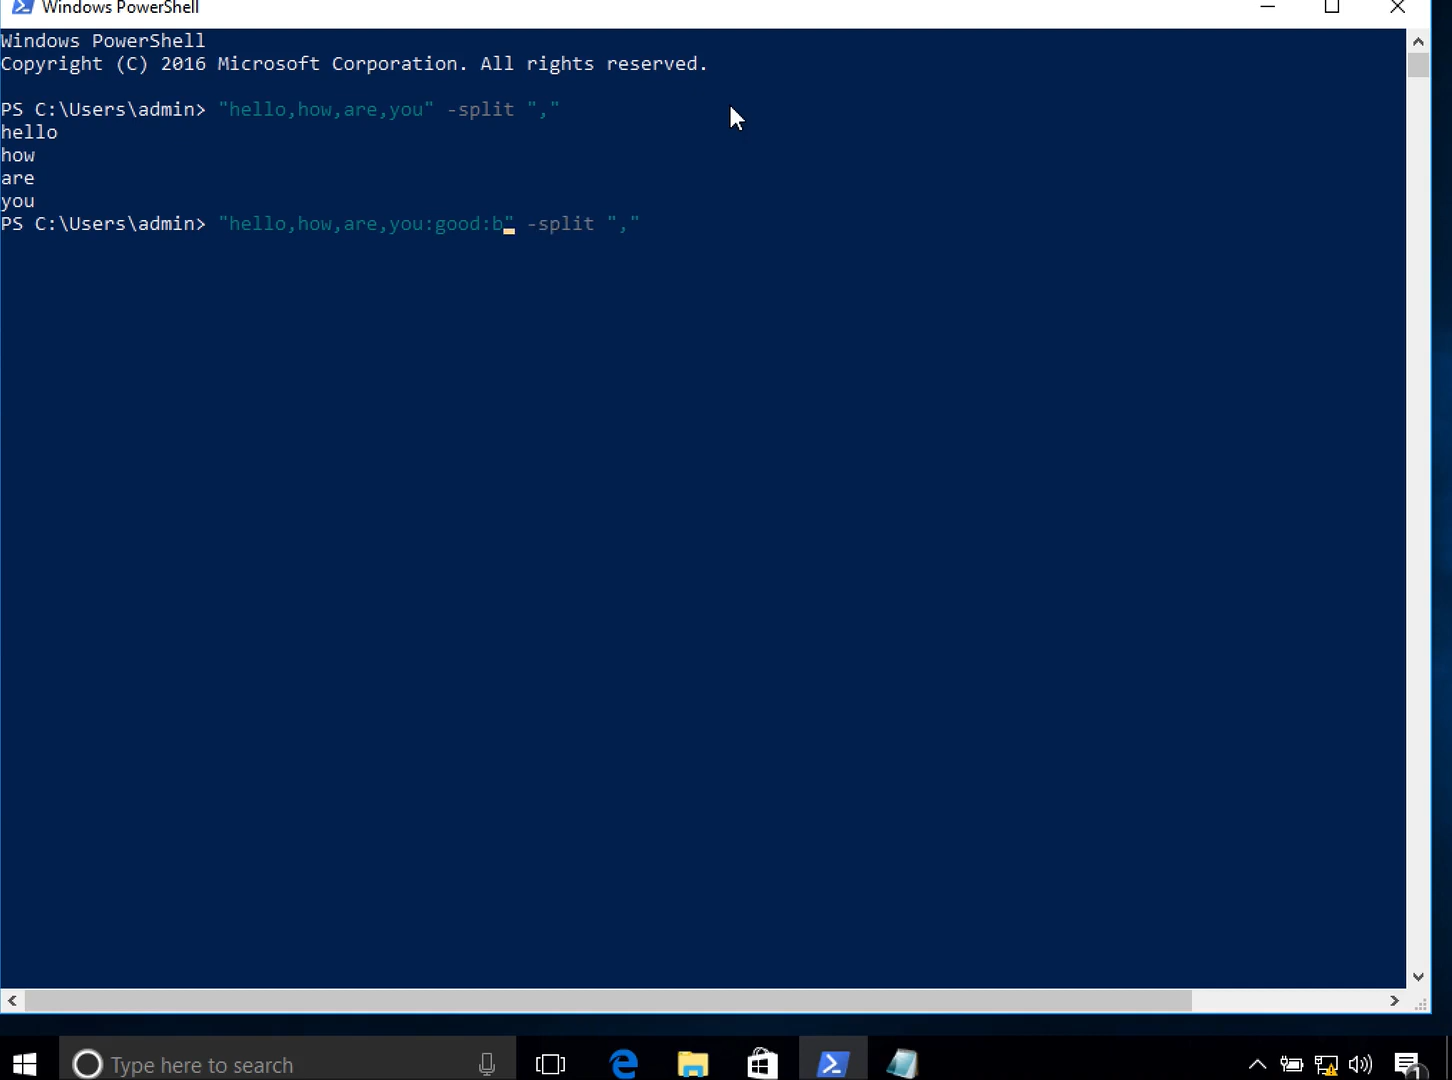 Windows PowerShell
Windows PowerShell
Copyright (C) 2016 Microsoft Corporation. All rights reserved.
PS C:\Users\admin> "hello,how,are,you" -split ","
hello
how
are
you
PS C:\Users\admin> "hello,how,are,you:good:b" -split ","
Type here to search
1